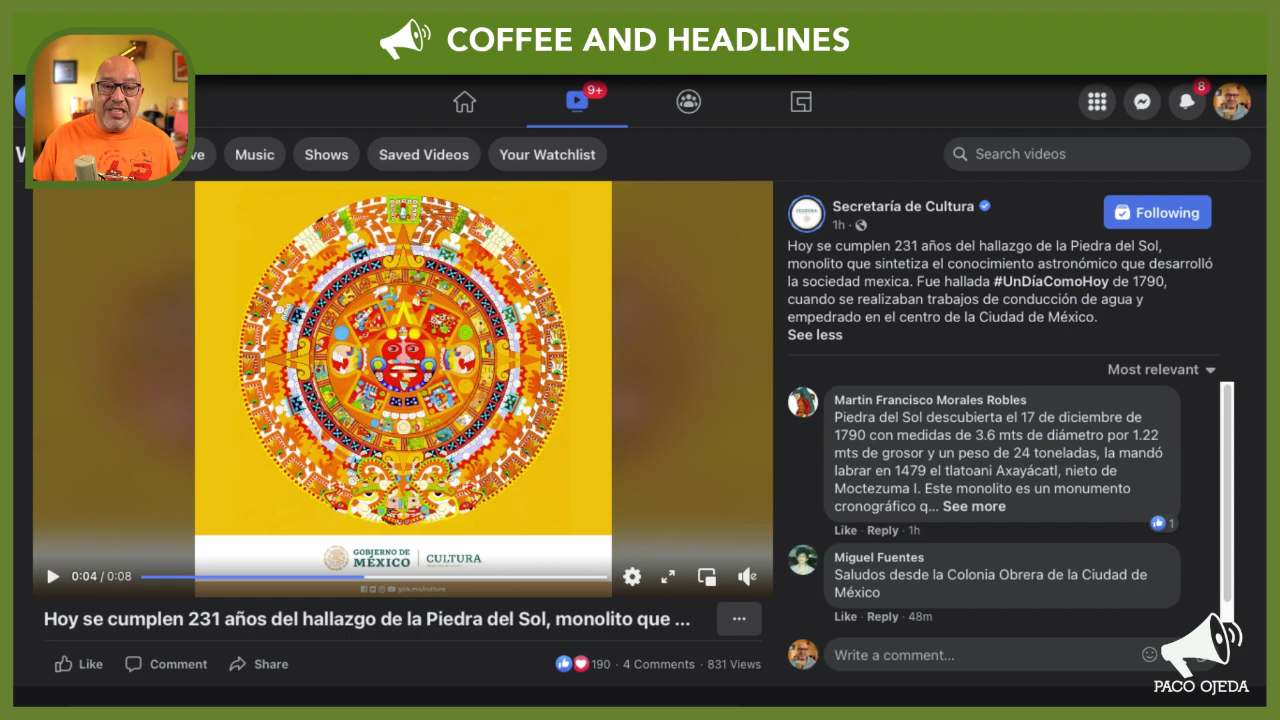 COFFEE AND HEADLINES
9+
8
Music
Shows
Saved Videos
Your Watchlist
Search videos
Secretaría de Cultura
1h
Following
Hoy se cumplen 231 años del hallazgo de la Piedra del Sol,
monolito que sintetiza el conocimiento astronómico que desarrolló
la sociedad mexica. Fue hallada #UnDíaComoHoy de 1790,
cuando se realizaban trabajos de conducción de agua y
empedrado en el centro de la Ciudad de México.
See less
Most relevant
Martin Francisco Morales Robles
Piedra del Sol descubierta el 17 de diciembre de
1790 con medidas de 3.6 mts de diámetro por 1.22
mts de grosor y un peso de 24 toneladas, la mandó
labrar en 1479 el tlatoani Axayácatl, nieto de
Moctezuma I. Este monolito es un monumento
cronográfico q... See more
Like · Reply · 1h
1
Miguel Fuentes
Saludos desde la Colonia Obrera de la Ciudad de
México
Like · Reply · 48m
Write a comment...
GOBIERNO DE
MÉXICO
CULTURA
0:04 / 0:08
Hoy se cumplen 231 años del hallazgo de la Piedra del Sol, monolito que ...
Like
Comment
Share
190 · 4 Comments · 831 Views
PACO OJEDA